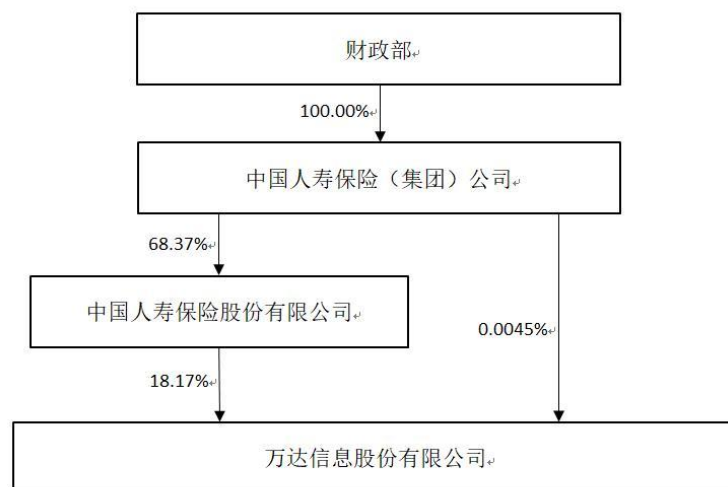 财政部
100.00%
中国人寿保险（集团）公司
68.37%
中国人寿保险股份有限公司
0.0045%
18.17%
万达信息股份有限公司